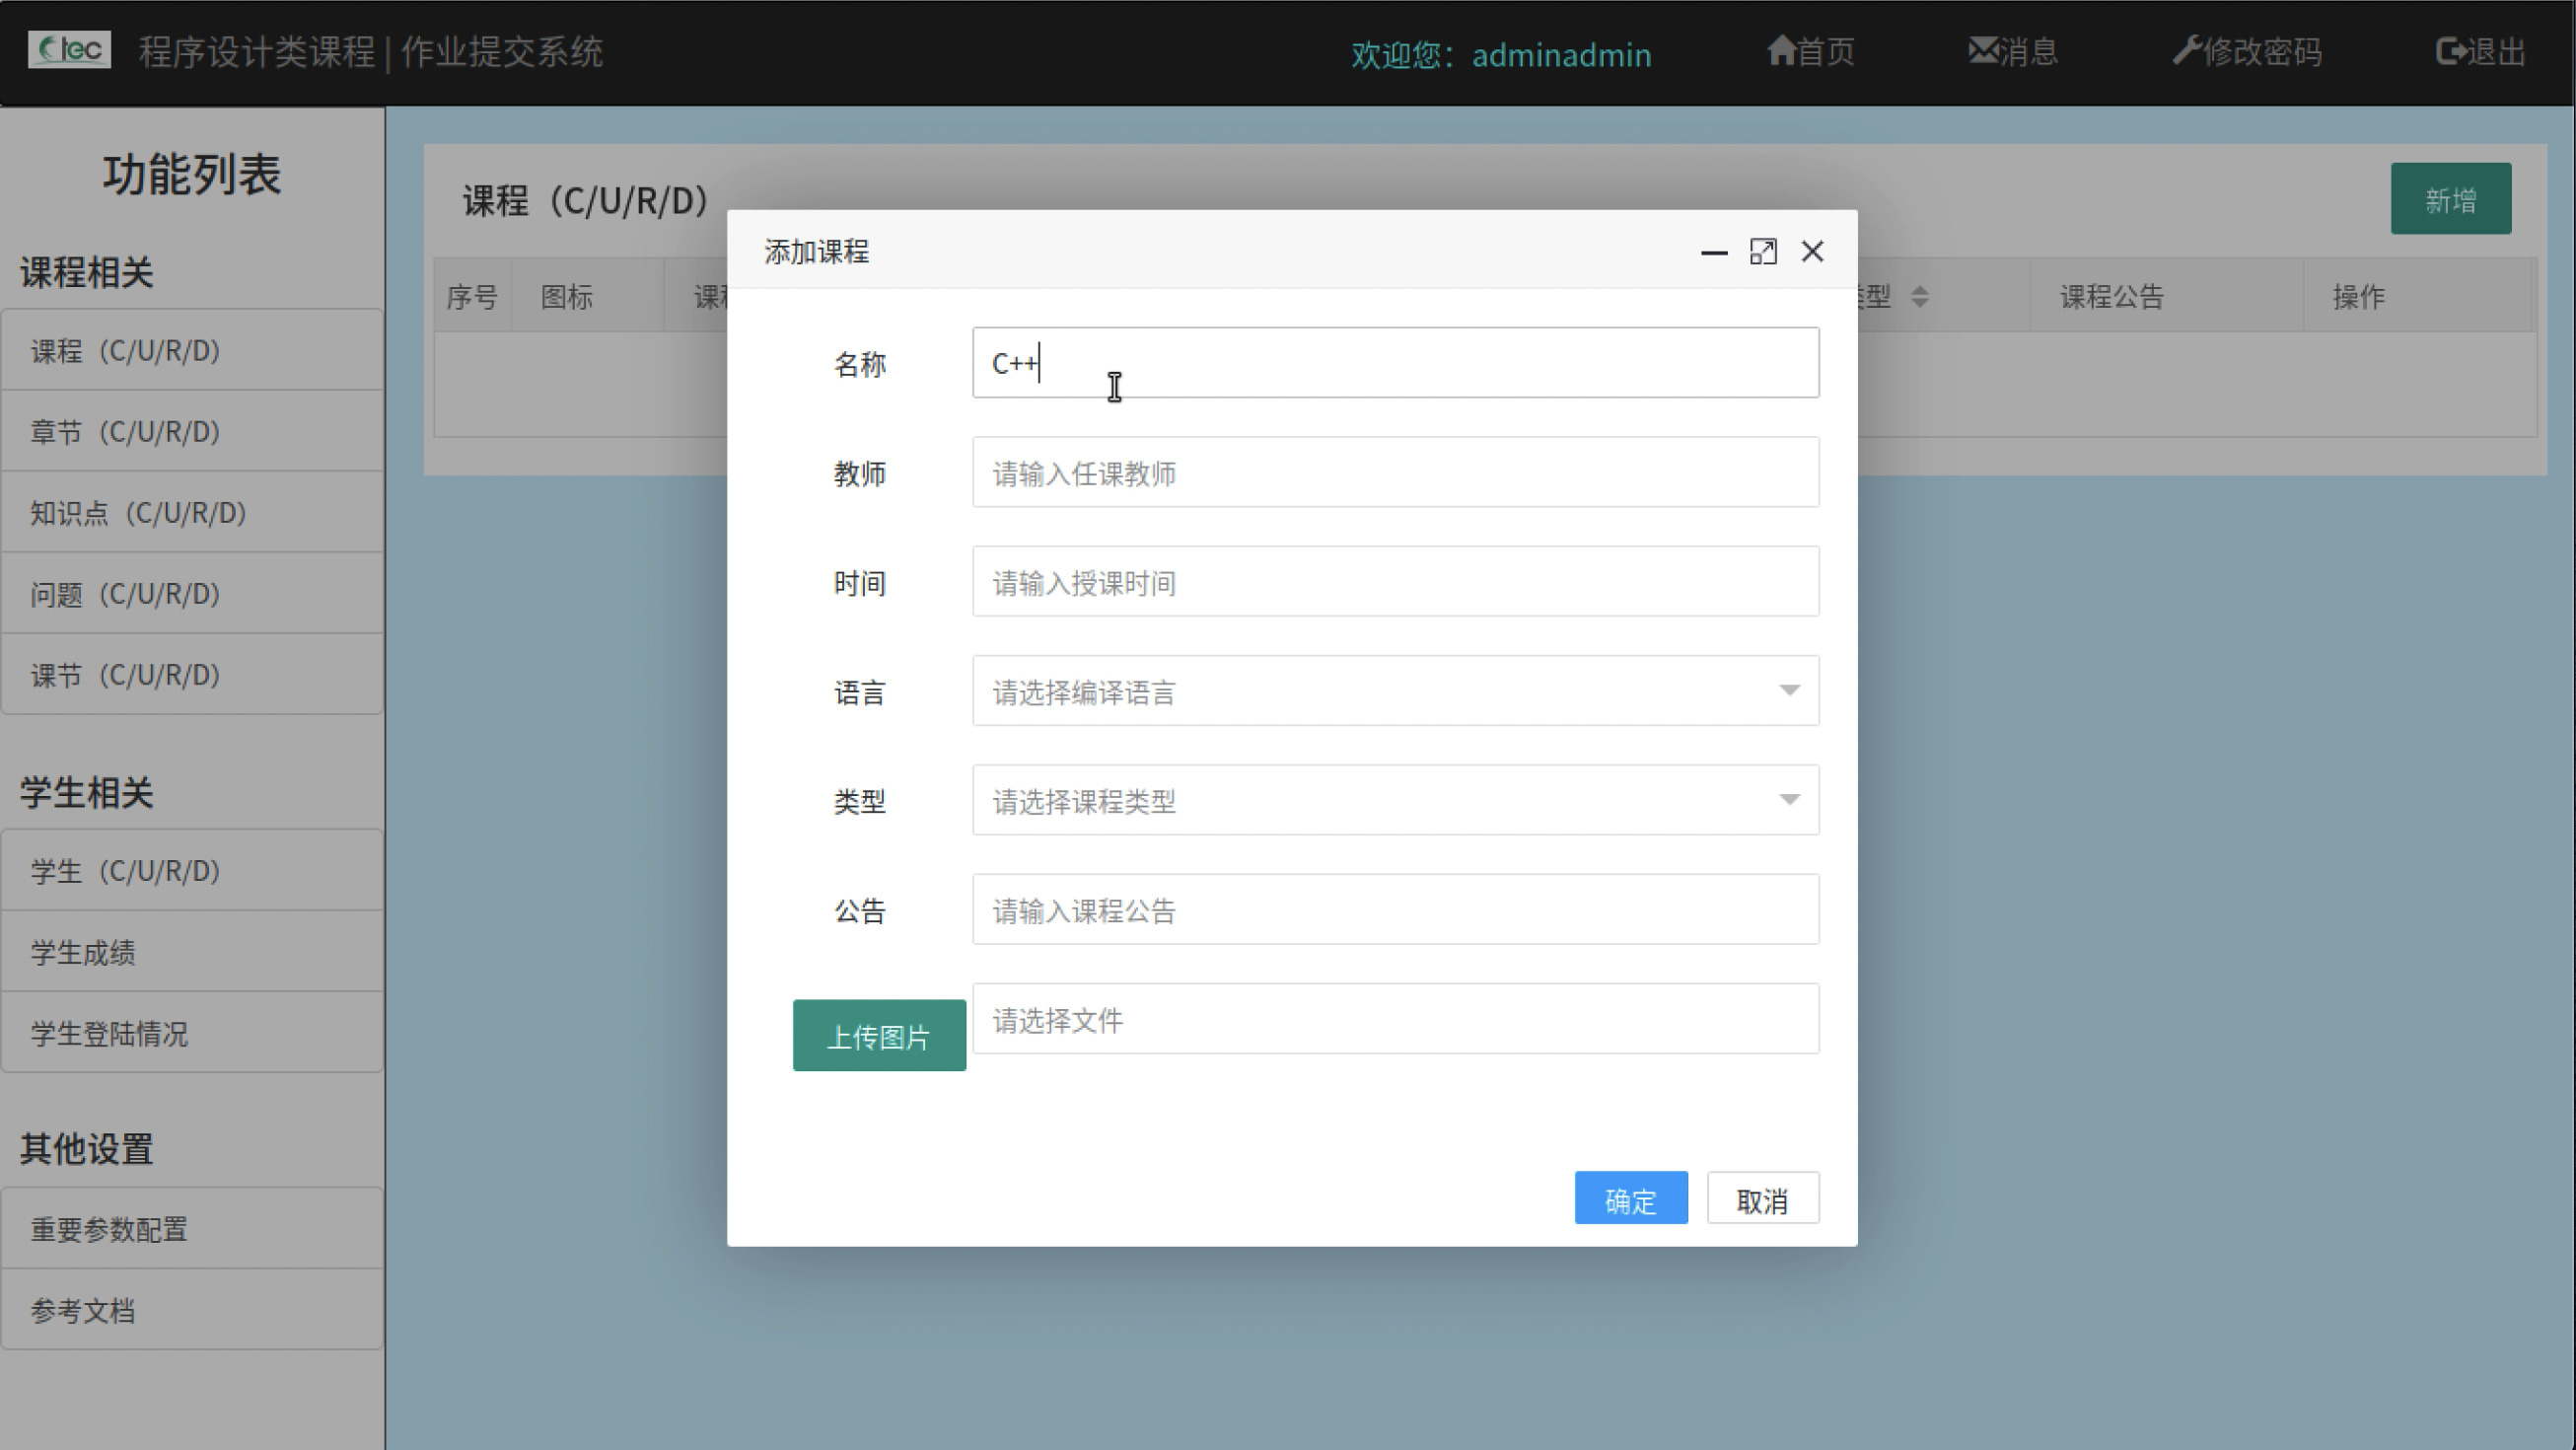 tec 程序设计类课程 | 作业提交系统 欢迎您：adminadmin 首页 消息 修改密码 退出
功能列表
课程相关
课程（C/U/R/D）
章节（C/U/R/D）
知识点（C/U/R/D）
问题（C/U/R/D）
课节（C/U/R/D）
学生相关
学生（C/U/R/D）
学生成绩
学生登陆情况
其他设置
重要参数配置
参考文档
课程（C/U/R/D） 新增
序号 图标 课 型 课程公告 操作
添加课程
名称 C++
教师 请输入任课教师
时间 请输入授课时间
语言 请选择编译语言
类型 请选择课程类型
公告 请输入课程公告
上传图片 请选择文件
确定 取消